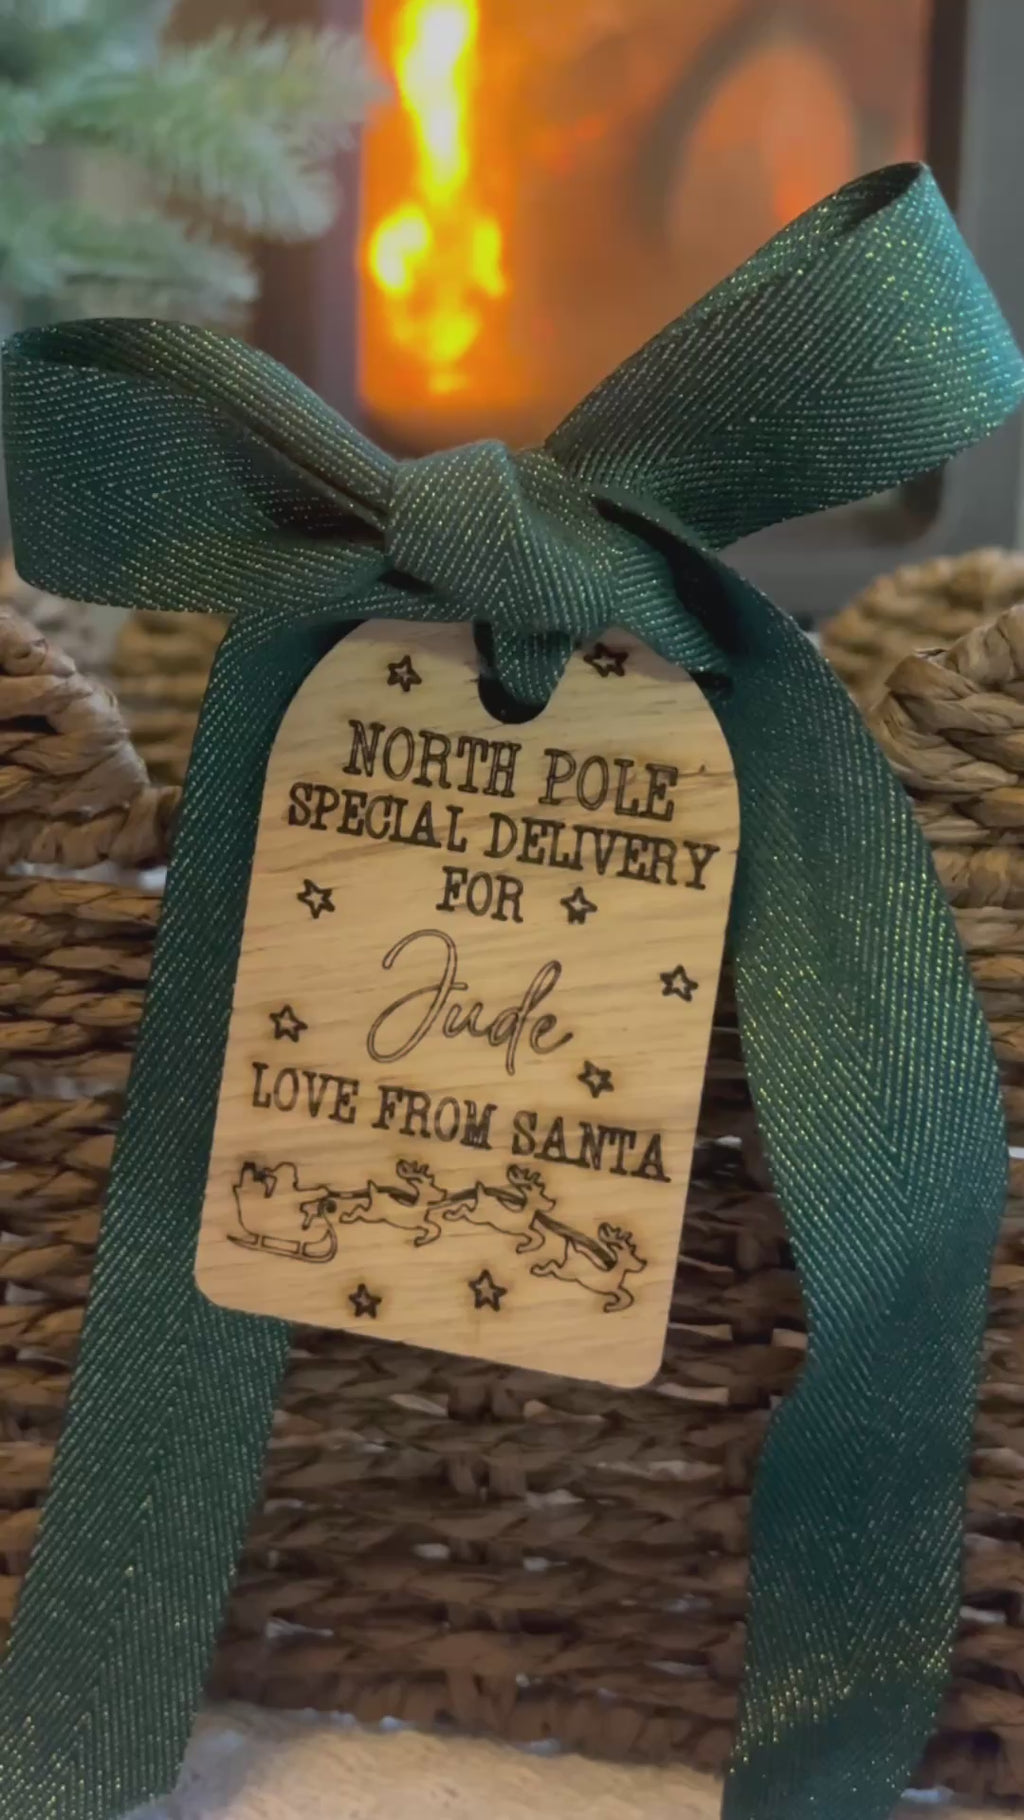 NORTH POLE
SPECIAL DELIVERY
FOR
Jude
LOVE FROM SANTA